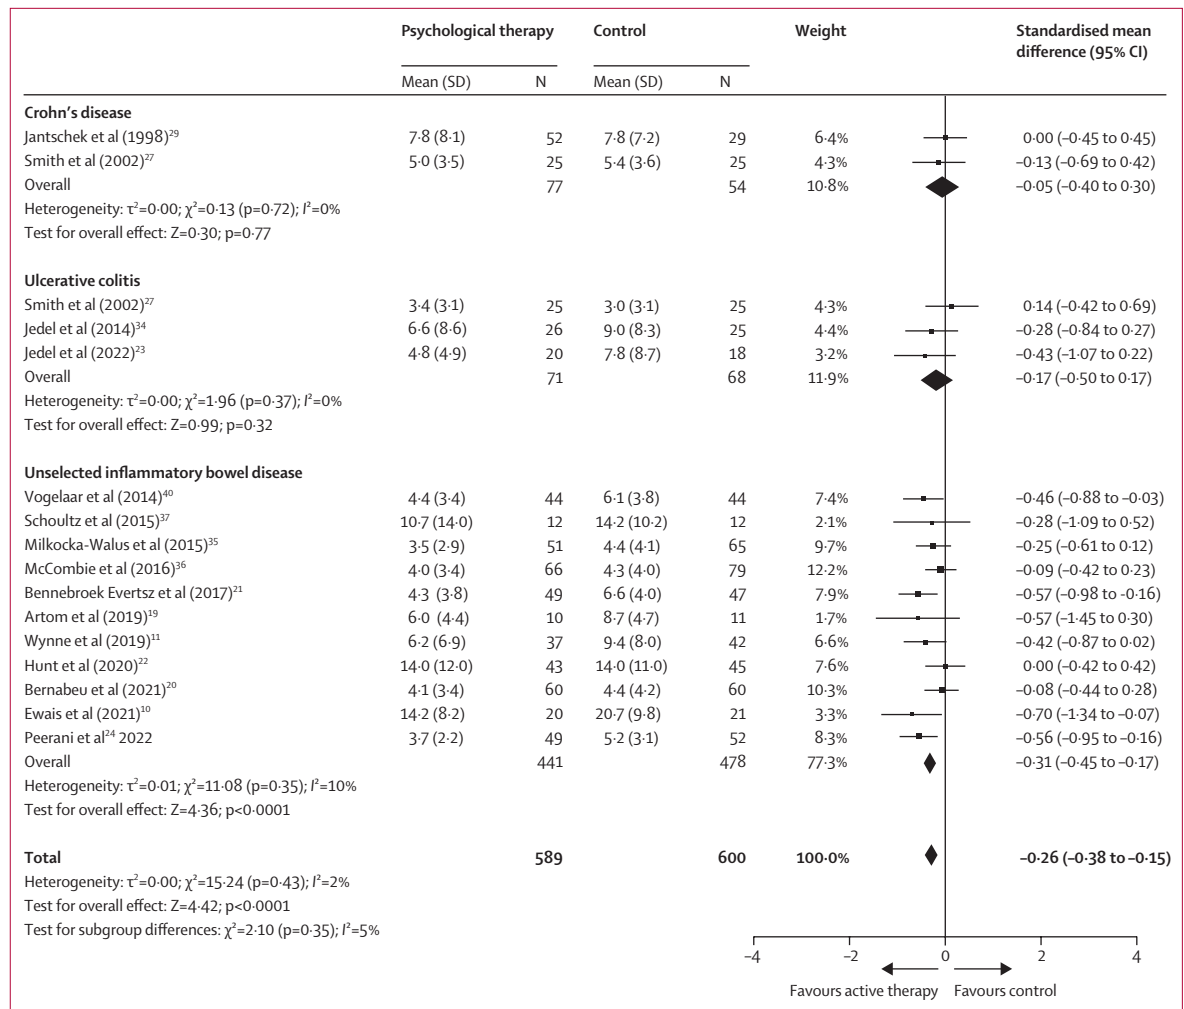 Psychological therapy Control Weight Standardised mean difference (95% CI)
Mean (SD) N Mean (SD) N
Crohn's disease
Jantschek et al (1998)²⁹ 7·8 (8·1) 52 7·8 (7·2) 29 6·4% 0·00 (–0·45 to 0·45)
Smith et al (2002)²⁷ 5·0 (3·5) 25 5·4 (3·6) 25 4·3% –0·13 (–0·69 to 0·42)
Overall 77 54 10·8% –0·05 (–0·40 to 0·30)
Heterogeneity: τ²=0·00; χ²=0·13 (p=0·72); I²=0%
Test for overall effect: Z=0·30; p=0·77
Ulcerative colitis
Smith et al (2002)²⁷ 3·4 (3·1) 25 3·0 (3·1) 25 4·3% 0·14 (–0·42 to 0·69)
Jedel et al (2014)³⁴ 6·6 (8·6) 26 9·0 (8·3) 25 4·4% –0·28 (–0·84 to 0·27)
Jedel et al (2022)²³ 4·8 (4·9) 20 7·8 (8·7) 18 3·2% –0·43 (–1·07 to 0·22)
Overall 71 68 11·9% –0·17 (–0·50 to 0·17)
Heterogeneity: τ²=0·00; χ²=1·96 (p=0·37); I²=0%
Test for overall effect: Z=0·99; p=0·32
Unselected inflammatory bowel disease
Vogelaar et al (2014)⁴⁰ 4·4 (3·4) 44 6·1 (3·8) 44 7·4% –0·46 (–0·88 to –0·03)
Schoultz et al (2015)³⁷ 10·7 (14·0) 12 14·2 (10·2) 12 2·1% –0·28 (–1·09 to 0·52)
Milkocka-Walus et al (2015)³⁵ 3·5 (2·9) 51 4·4 (4·1) 65 9·7% –0·25 (–0·61 to 0·12)
McCombie et al (2016)³⁶ 4·0 (3·4) 66 4·3 (4·0) 79 12·2% –0·09 (–0·42 to 0·23)
Bennebroek Evertsz et al (2017)²¹ 4·3 (3·8) 49 6·6 (4·0) 47 7·9% –0·57 (–0·98 to -0·16)
Artom et al (2019)¹⁹ 6·0 (4·4) 10 8·7 (4·7) 11 1·7% –0·57 (–1·45 to 0·30)
Wynne et al (2019)¹¹ 6·2 (6·9) 37 9·4 (8·0) 42 6·6% –0·42 (–0·87 to 0·02)
Hunt et al (2020)²² 14·0 (12·0) 43 14·0 (11·0) 45 7·6% 0·00 (–0·42 to 0·42)
Bernabeu et al (2021)²⁰ 4·1 (3·4) 60 4·4 (4·2) 60 10·3% –0·08 (–0·44 to 0·28)
Ewais et al (2021)¹⁰ 14·2 (8·2) 20 20·7 (9·8) 21 3·3% –0·70 (–1·34 to –0·07)
Peerani et al²⁴ 2022 3·7 (2·2) 49 5·2 (3·1) 52 8·3% –0·56 (–0·95 to –0·16)
Overall 441 478 77·3% –0·31 (–0·45 to –0·17)
Heterogeneity: τ²=0·01; χ²=11·08 (p=0·35); I²=10%
Test for overall effect: Z=4·36; p<0·0001
Total 589 600 100·0% –0·26 (–0·38 to –0·15)
Heterogeneity: τ²=0·00; χ²=15·24 (p=0·43); I²=2%
Test for overall effect: Z=4·42; p<0·0001
Test for subgroup differences: χ²=2·10 (p=0·35); I²=5%
–4 –2 0 2 4
Favours active therapy Favours control